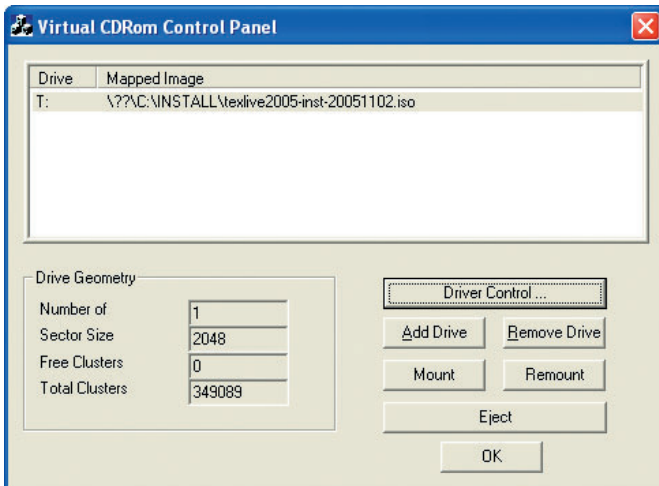 Virtual CDRom Control Panel
Drive Mapped Image
T: \??\C:\INSTALL\texlive2005-inst-20051102.iso
Drive Geometry
Number of 1
Sector Size 2048
Free Clusters 0
Total Clusters 349089
Driver Control ...
Add Drive Remove Drive
Mount Remount
Eject
OK